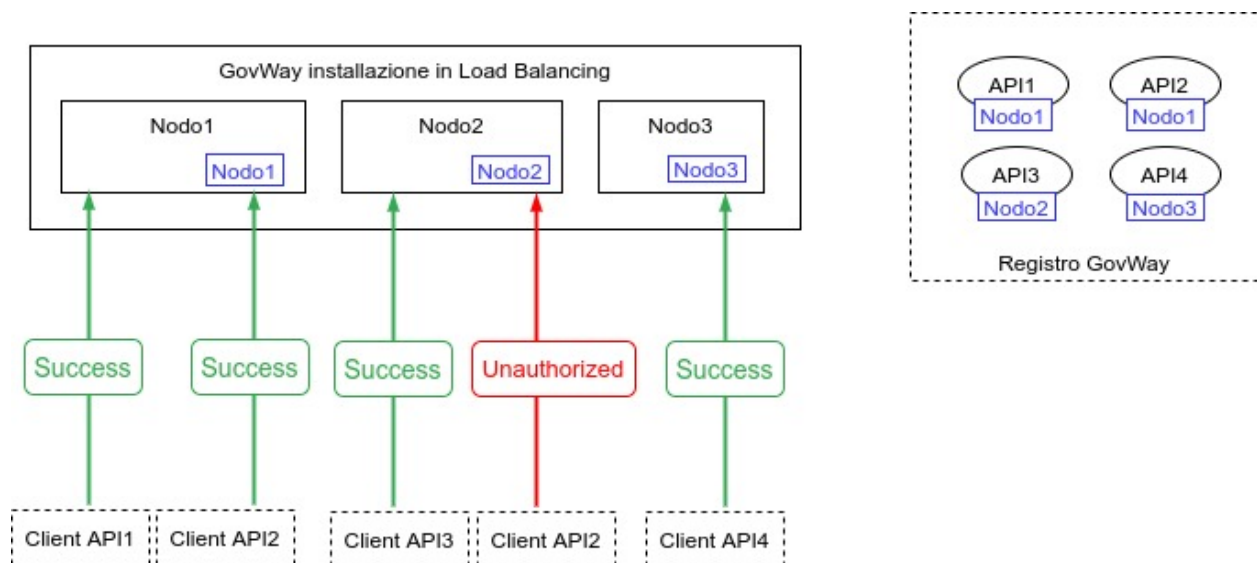 GovWay installazione in Load Balancing
Nodo1
Nodo1
Nodo2
Nodo2
Nodo3
Nodo3
Success
Success
Success
Unauthorized
Success
Client API1
Client API2
Client API3
Client API2
Client API4
API1
Nodo1
API2
Nodo1
API3
Nodo2
API4
Nodo3
Registro GovWay